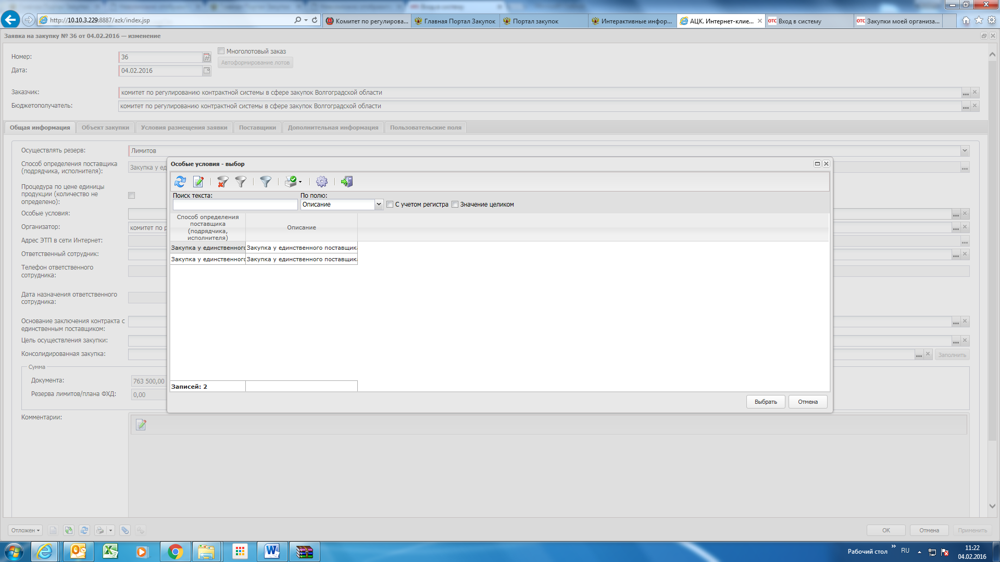 http://10.10.3.229:8887/azk/index.jsp
Комитет по регулирова...
Главная Портал Закупок
Портал закупок
Интерактивные инфор...
АЦК. Интернет-клие...
Вход в систему
Закупки моей организа...
Заявка на закупку № 36 от 04.02.2016 — изменение
Номер:
36
Многолотовый заказ
Дата:
04.02.2016
Автоформирование лотов
Заказчик:
комитет по регулированию контрактной системы в сфере закупок Волгоградской области
Бюджетополучатель:
комитет по регулированию контрактной системы в сфере закупок Волгоградской области
Общая информация
Объект закупки
Условия размещения заявки
Поставщики
Дополнительная информация
Пользовательские поля
Осуществлять резерв:
Лимитов
Способ определения поставщика
(подрядчика, исполнителя):
Закупка у ед
Процедура по цене единицы
продукции (количество не
определено):
Особые условия:
Организатор:
комитет по р
Адрес ЭТП в сети Интернет:
Ответственный сотрудник:
Телефон ответственного
сотрудника:
Дата назначения ответственного
сотрудника:
Основание заключения контракта с
единственным поставщиком:
Цель осуществления закупки:
Консолидированная закупка:
Заполнить
Сумма
Документа:
763 500,00
Резерва лимитов/плана ФХД:
0,00
Комментарии:
Особые условия - выбор
Поиск текста:
По полю:
Описание
С учетом регистра
Значение целиком
Способ определения
поставщика
(подрядчика,
исполнителя)
Описание
Закупка у единственного
Закупка у единственного поставщика
Закупка у единственного
Закупка у единственного поставщика
Записей: 2
Выбрать
Отмена
Отложен
ОК
Отмена
Применить
Рабочий стол
RU
11:22
04.02.2016